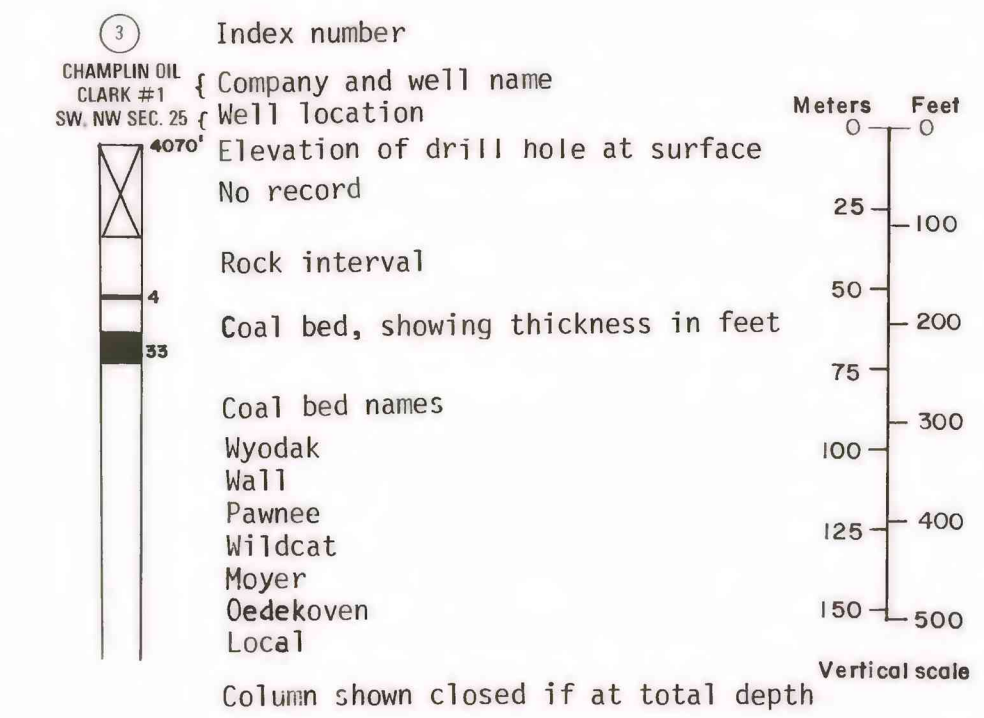 3 Index number
CHAMPLIN OIL
CLARK #1
{ Company and well name
SW. NW SEC. 25 { Well location
4070' Elevation of drill hole at surface
No record
Rock interval
4
Coal bed, showing thickness in feet
33
Coal bed names
Wyodak
Wall
Pawnee
Wildcat
Moyer
Oedekoven
Local
Column shown closed if at total depth
Meters Feet
0 0
25
100
50
200
75
300
100
400
125
150
500
Vertical scale